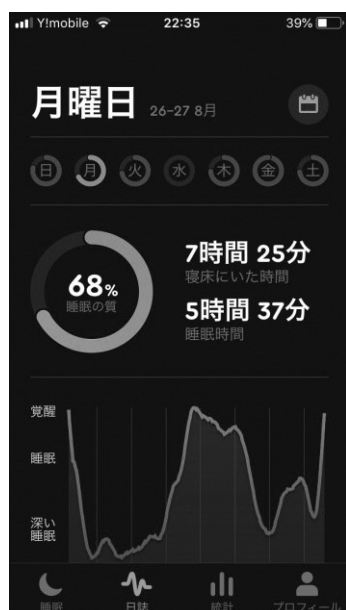 Y!mobile 22:35 39%
月曜日 26-27 8月
日 月 火 水 木 金 土
68%
睡眠の質
7時間 25分
寝床にいた時間
5時間 37分
睡眠時間
覚醒
睡眠
深い
睡眠
睡眠 日誌 統計 プロフィール